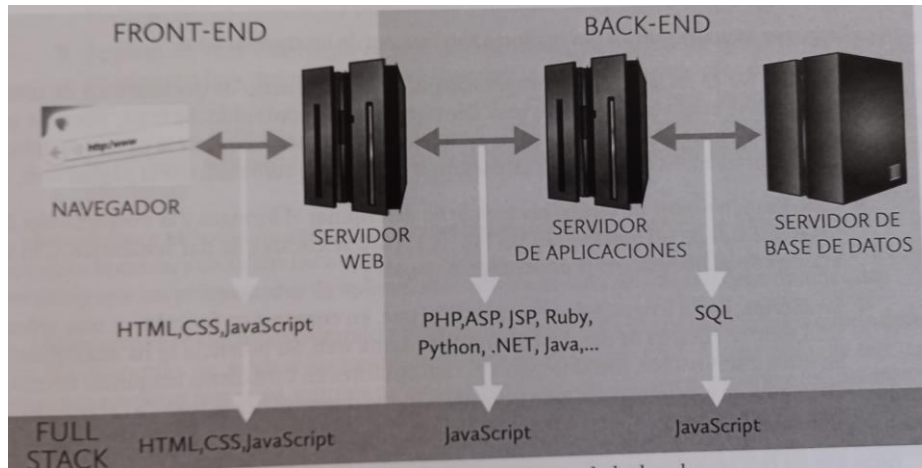 FRONT-END
BACK-END
http://www
NAVEGADOR
SERVIDOR
WEB
SERVIDOR
DE APLICACIONES
SERVIDOR DE
BASE DE DATOS
HTML,CSS,JavaScript
PHP,ASP, JSP, Ruby,
Python, .NET, Java,...
SQL
FULL
STACK
HTML,CSS,JavaScript
JavaScript
JavaScript